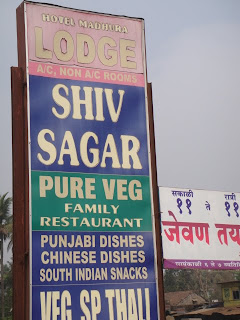 HOTEL MADHURA
LODGE
A/C, NON A/C ROOMS
SHIV
SAGAR
PURE VEG
FAMILY
RESTAURANT
PUNJABI DISHES
CHINESE DISHES
SOUTH INDIAN SNACKS
VEG. SP. THALI
सकाळी रात्री
११ ते ११
जेवण तया